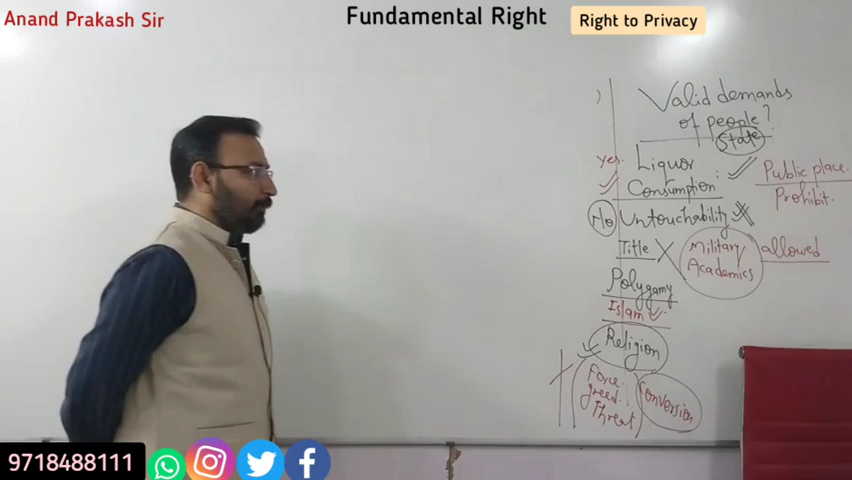 Anand Prakash Sir
Fundamental Right
Right to Privacy
Valid demands
of people?
State
yes. Liquor
Consumption
Public place.
Prohibit.
No Untouchability
Title
Military
Academics
allowed
Polygamy
Islam
Religion
Force
greed
Threat
Conversion
9718488111